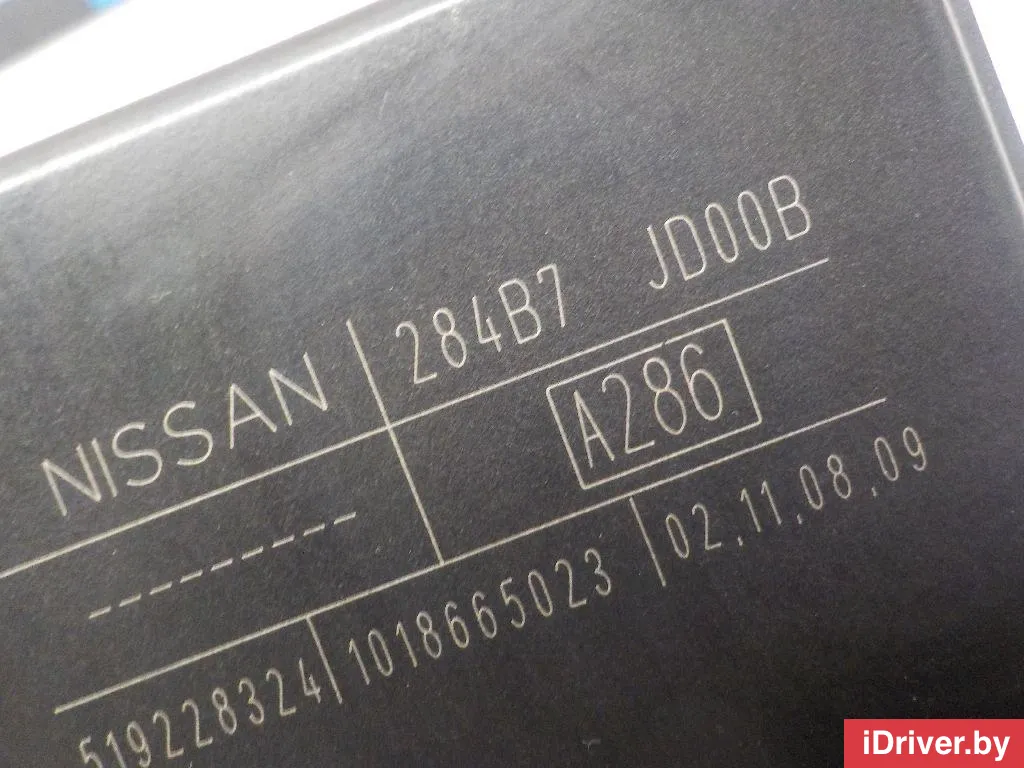 NISSAN 284B7 JD00B
-------- A286
519228324 1018665023 02.11.08.09
iDriver.by